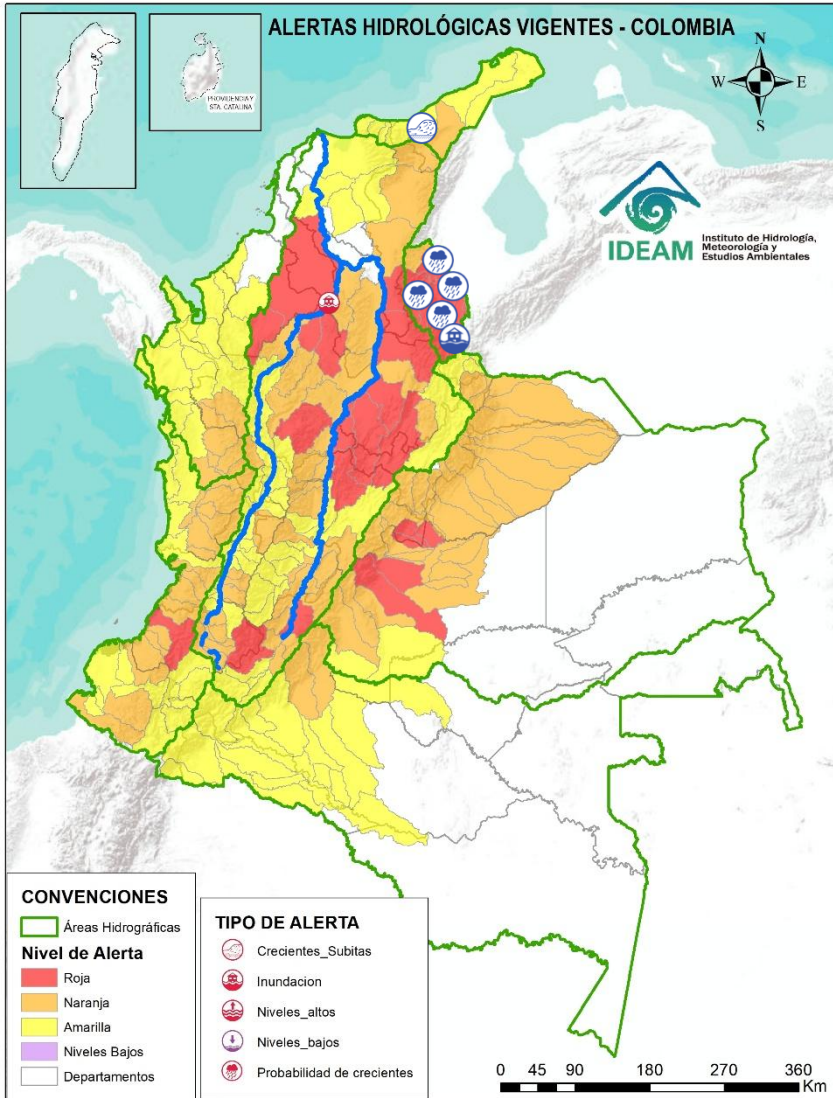 ALERTAS HIDROLÓGICAS VIGENTES - COLOMBIA
PROVIDENCIA Y
STA. CATALINA
N
W
E
S
IDEAM
Instituto de Hidrología,
Meteorología y
Estudios Ambientales
CONVENCIONES
Áreas Hidrográficas
Nivel de Alerta
Roja
Naranja
Amarilla
Niveles Bajos
Departamentos
TIPO DE ALERTA
Crecientes_Subitas
Inundacion
Niveles_altos
Niveles_bajos
Probabilidad de crecientes
0 45 90 180 270 360
Km